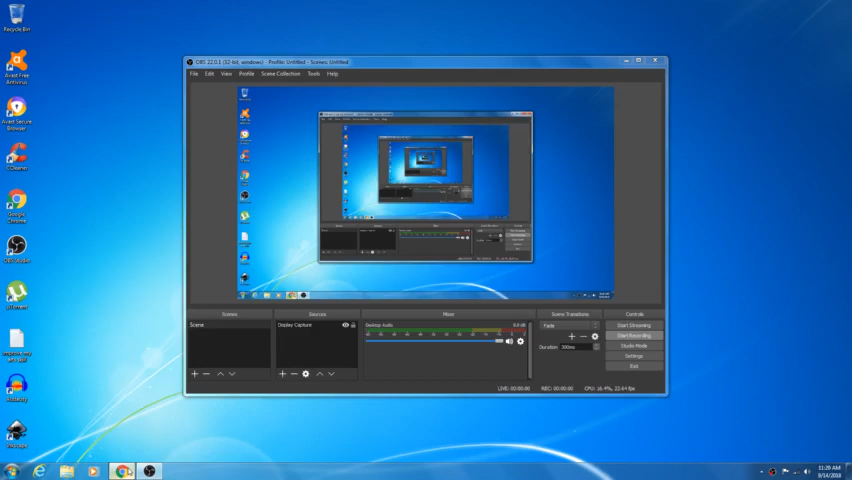 Recycle Bin
OBS 22.0.1 (32-bit, windows) - Profile: Untitled - Scenes: Untitled
File Edit View Profile Scene Collection Tools Help
Avast Free
Antivirus
Avast Secure
Browser
CCleaner
Google
Chrome
OBS Studio
uTorrent
Audacity
Inkscape
Scenes
Sources
Mixer
Scene Transitions
Controls
Scene
Display Capture
Desktop Audio
0.0 dB
Fade
Duration: 300ms
Start Streaming
Start Recording
Studio Mode
Settings
Exit
LIVE: 00:00:00 REC: 00:00:00 CPU: 16.4%, 22.64 fps
11:29 AM
9/14/2018